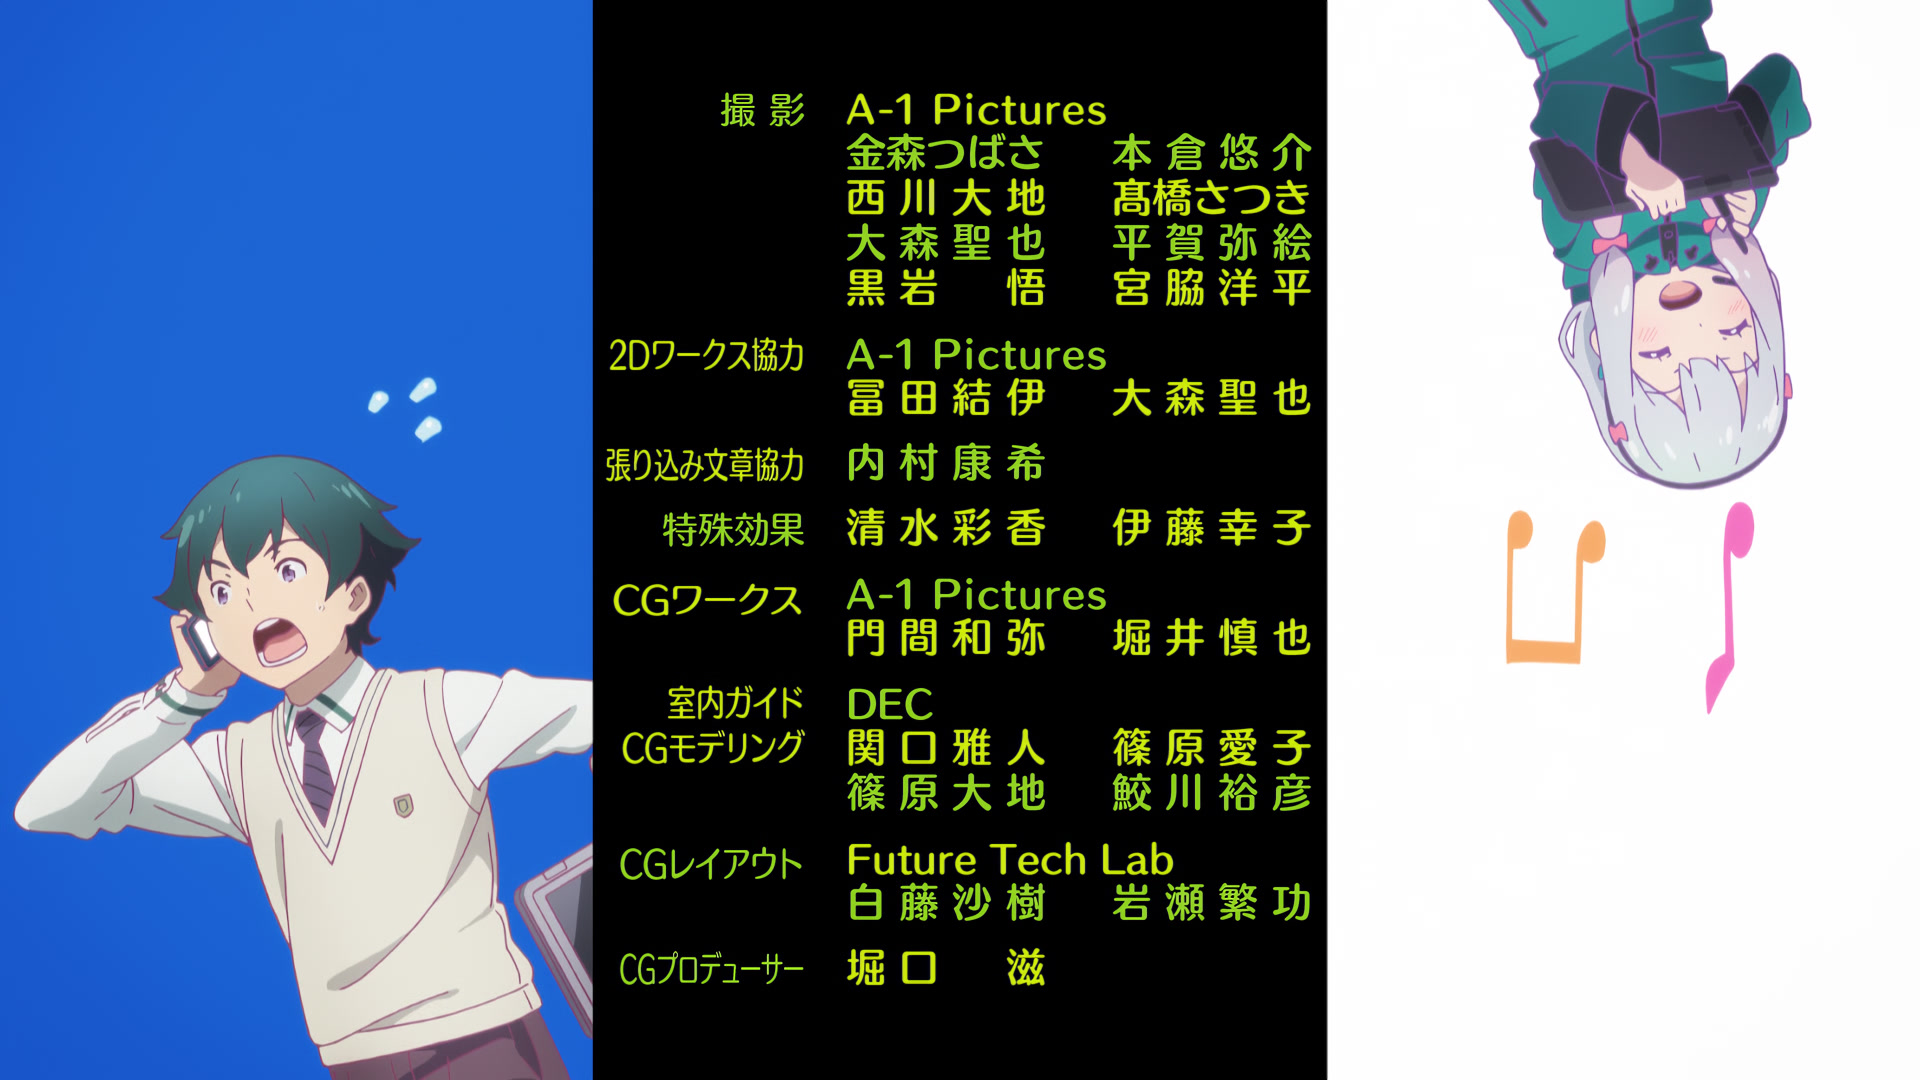 撮影 A-1 Pictures
金森つばさ 本倉悠介
西川大地 髙橋さつき
大森聖也 平賀弥絵
黒岩 悟 宮脇洋平
2Dワークス協力 A-1 Pictures
冨田結伊 大森聖也
張り込み文章協力 内村康希
特殊効果 清水彩香 伊藤幸子
CGワークス A-1 Pictures
門間和弥 堀井慎也
室内ガイド DEC
CGモデリング 関口雅人 篠原愛子
篠原大地 鮫川裕彦
CGレイアウト Future Tech Lab
白藤沙樹 岩瀬繁功
CGプロデューサー 堀口 滋